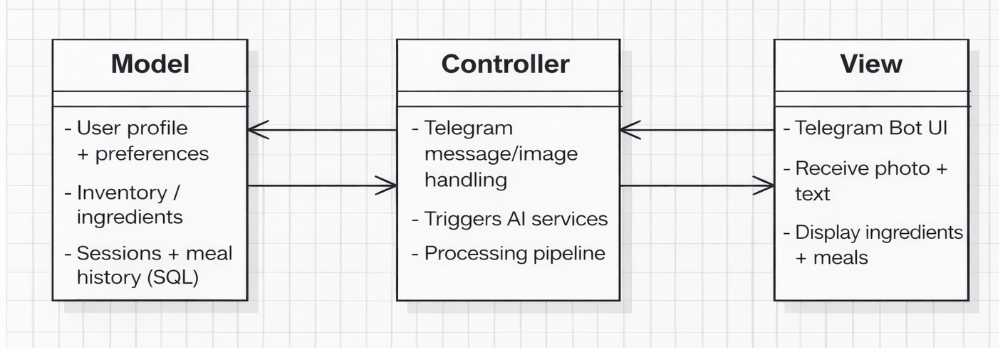 Model
- User profile
+ preferences
- Inventory /
ingredients
- Sessions + meal
history (SQL)
Controller
- Telegram
message/image
handling
- Triggers AI services
- Processing pipeline
View
- Telegram Bot UI
- Receive photo +
text
- Display ingredients
+ meals